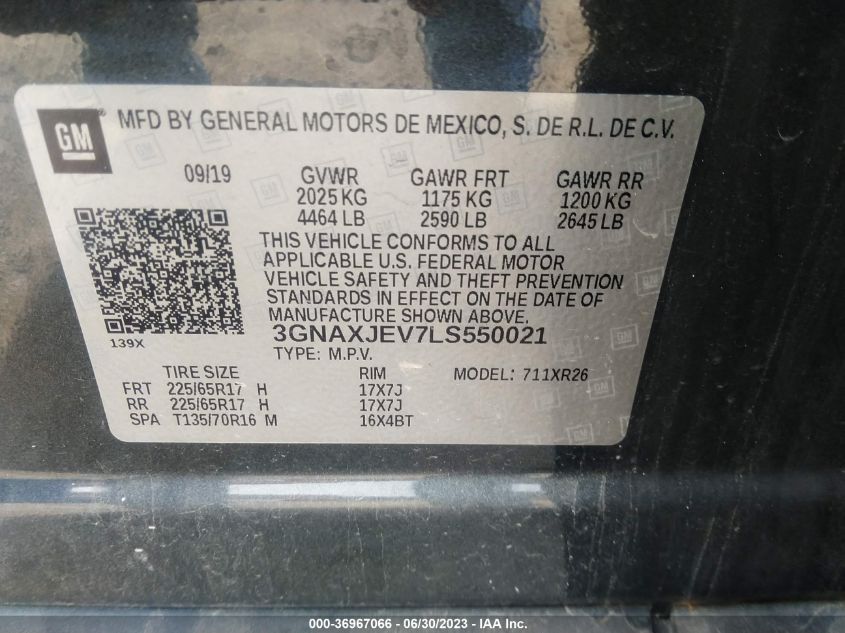 GM
MFD BY GENERAL MOTORS DE MEXICO, S. DE R.L. DE C.V.
09/19 GVWR GAWR FRT GAWR RR
2025 KG 1175 KG 1200 KG
4464 LB 2590 LB 2645 LB
THIS VEHICLE CONFORMS TO ALL
APPLICABLE U.S. FEDERAL MOTOR
VEHICLE SAFETY AND THEFT PREVENTION
STANDARDS IN EFFECT ON THE DATE OF
MANUFACTURE SHOWN ABOVE.
139X 3GNAXJEV7LS550021
TYPE: M.P.V.
TIRE SIZE RIM MODEL: 711XR26
FRT 225/65R17 H 17X7J
RR 225/65R17 H 17X7J
SPA T135/70R16 M 16X4BT
000-36967066 - 06/30/2023 - IAA Inc.